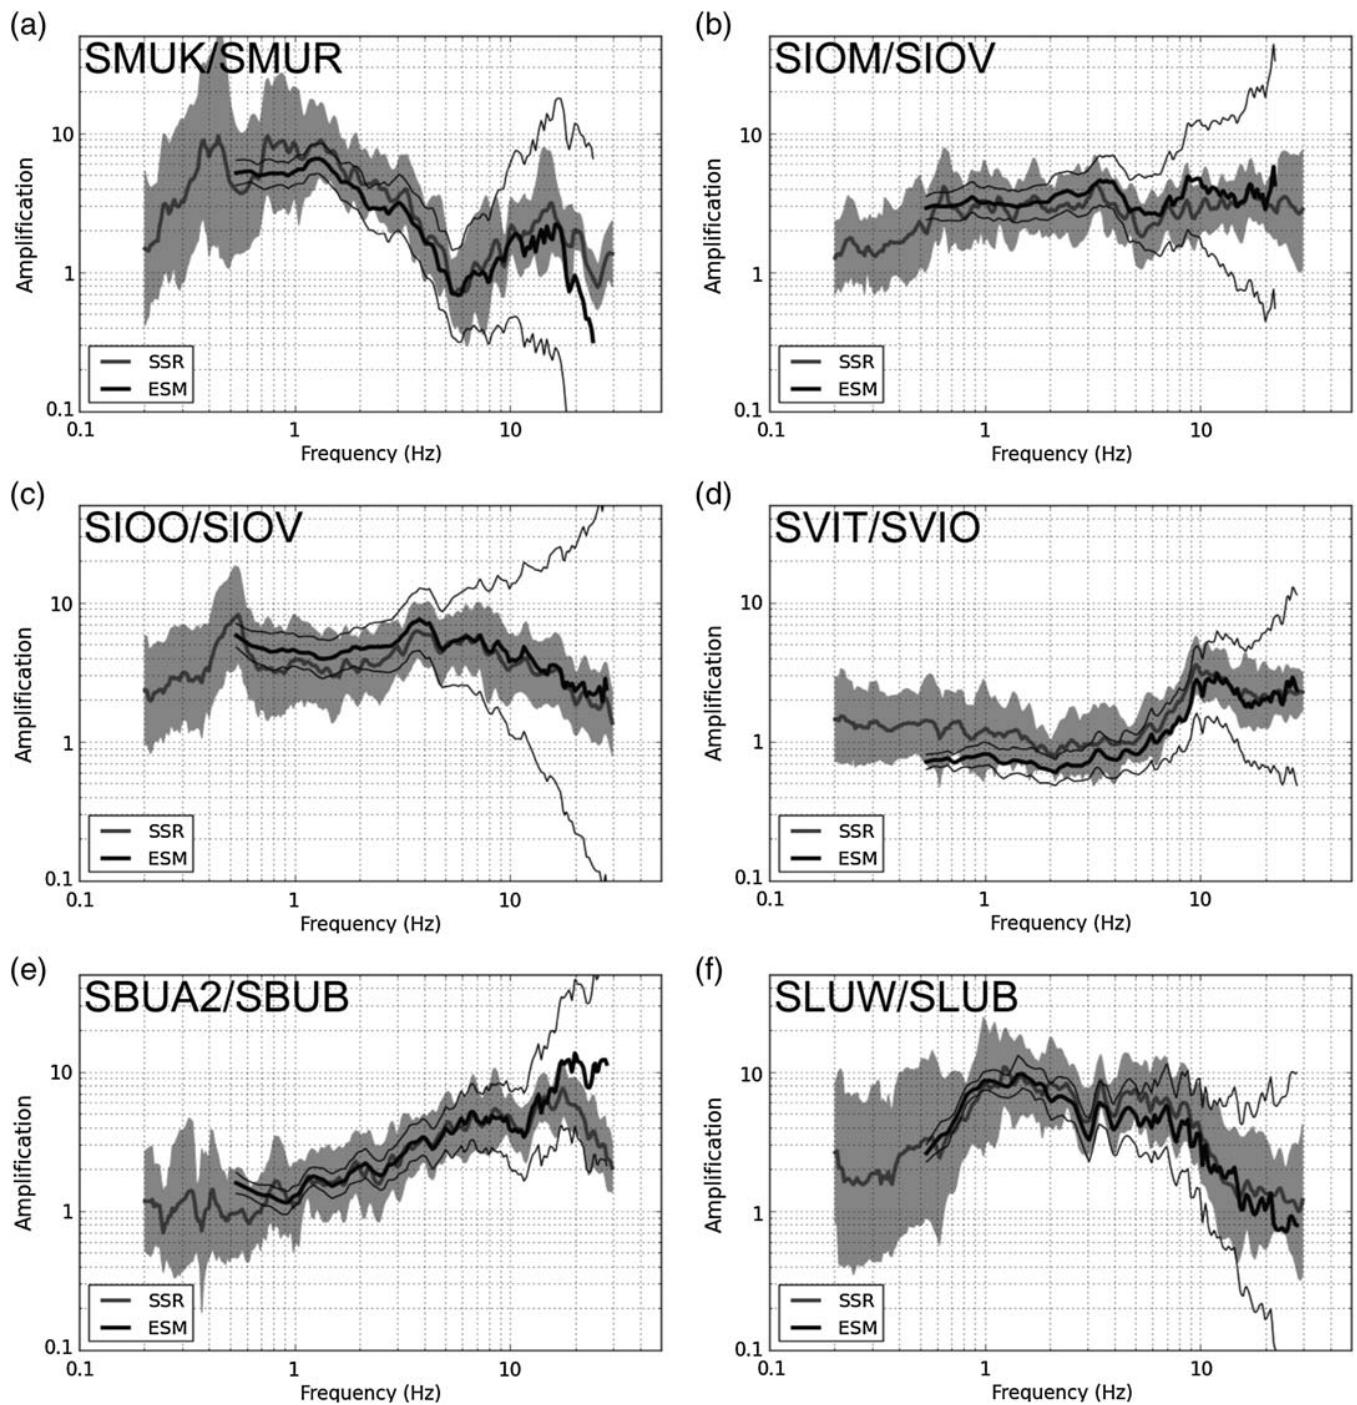 (a)
SMUK/SMUR
10
1
0.1
Amplification
SSR
ESM
0.1
1
10
Frequency (Hz)
(b)
SIOM/SIOV
10
1
0.1
Amplification
SSR
ESM
0.1
1
10
Frequency (Hz)
(c)
SIOO/SIOV
10
1
0.1
Amplification
SSR
ESM
0.1
1
10
Frequency (Hz)
(d)
SVIT/SVIO
10
1
0.1
Amplification
SSR
ESM
0.1
1
10
Frequency (Hz)
(e)
SBUA2/SBUB
10
1
0.1
Amplification
SSR
ESM
0.1
1
10
Frequency (Hz)
(f)
SLUW/SLUB
10
1
0.1
Amplification
SSR
ESM
0.1
1
10
Frequency (Hz)